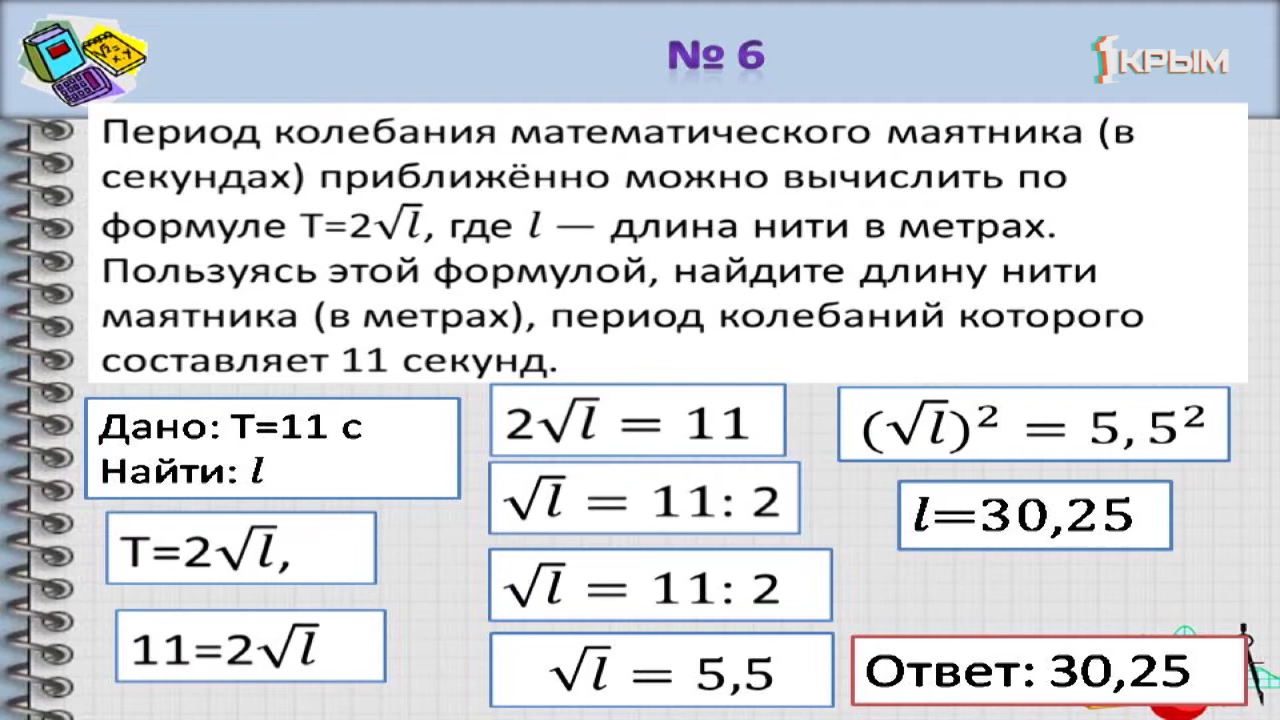 № 6
1КРЫМ
Период колебания математического маятника (в
секундах) приближённо можно вычислить по
формуле T=2√l, где l — длина нити в метрах.
Пользуясь этой формулой, найдите длину нити
маятника (в метрах), период колебаний которого
составляет 11 секунд.
Дано: T=11 с
Найти: l
T=2√l,
11=2√l
2√l = 11
√l = 11: 2
√l = 11: 2
√l = 5,5
(√l)² = 5, 5²
l=30,25
Ответ: 30,25